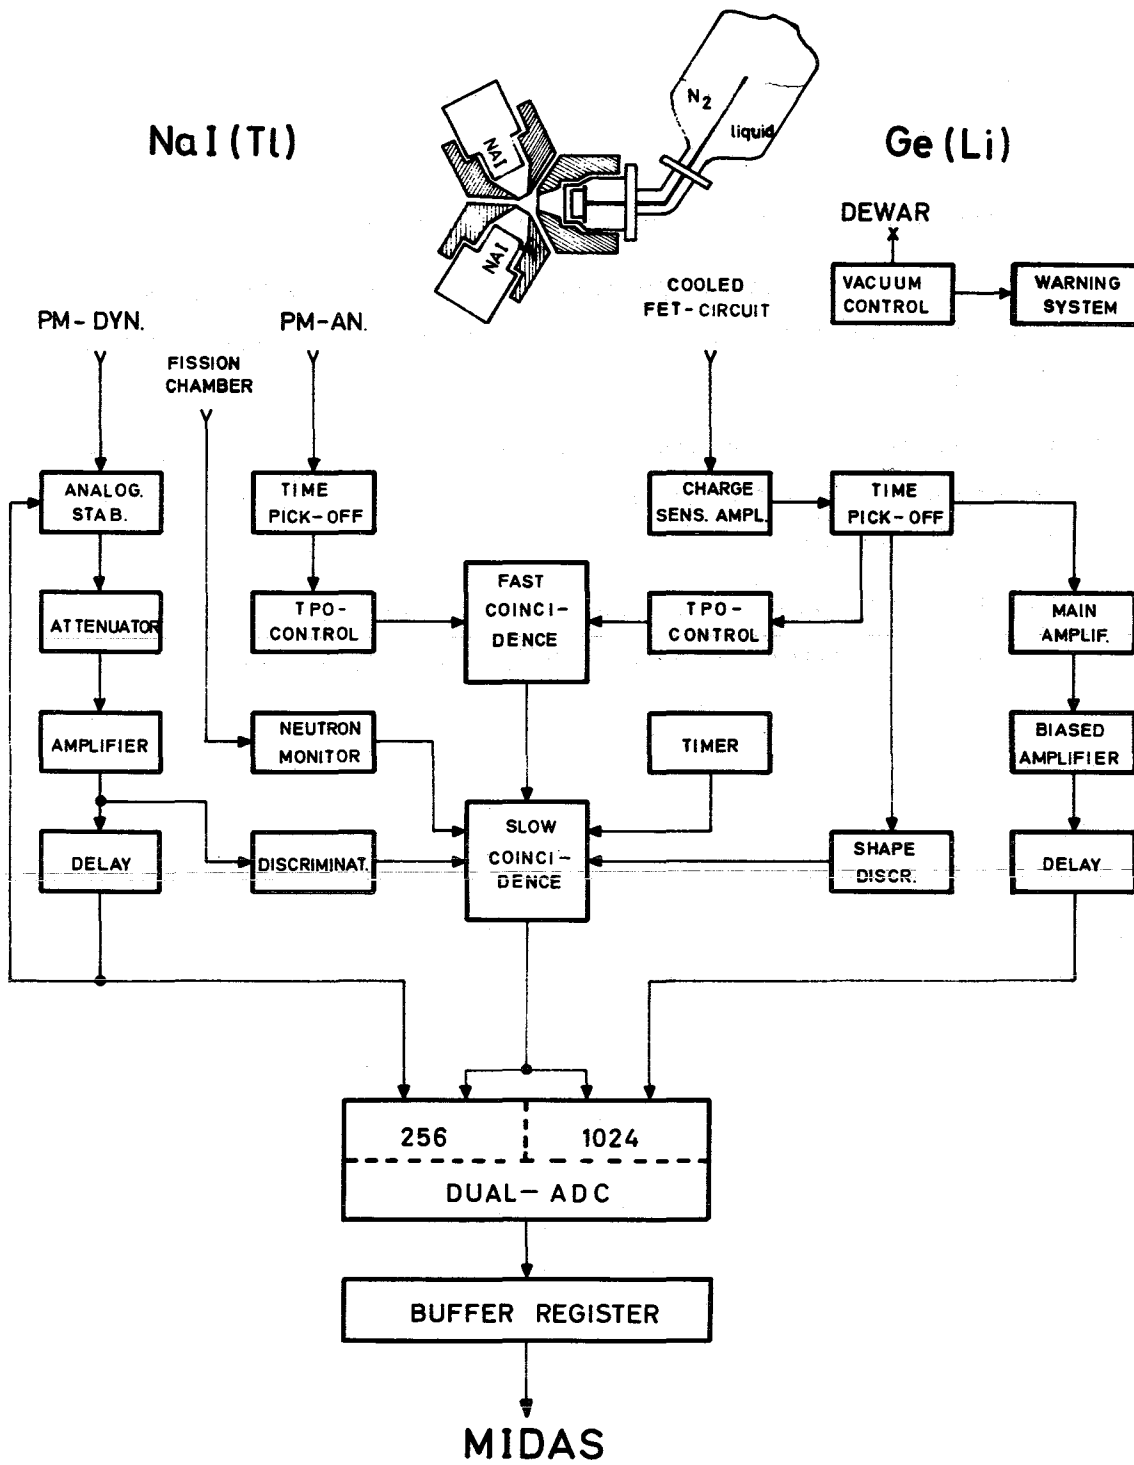 NaI(Tl)
NAI
NAI
N2
liquid
Ge(Li)
DEWAR
x
VACUUM
CONTROL
WARNING
SYSTEM
COOLED
FET-CIRCUIT
PM-DYN.
FISSION
CHAMBER
PM-AN.
ANALOG.
STAB.
TIME
PICK-OFF
CHARGE
SENS. AMPL.
TIME
PICK-OFF
ATTENUATOR
TPO-
CONTROL
FAST
COINCI-
DENCE
TPO-
CONTROL
MAIN
AMPLIF.
AMPLIFIER
NEUTRON
MONITOR
TIMER
BIASED
AMPLIFIER
DELAY
DISCRIMINAT.
SLOW
COINCI-
DENCE
SHAPE
DISCR.
DELAY
256
1024
DUAL-ADC
BUFFER REGISTER
MIDAS